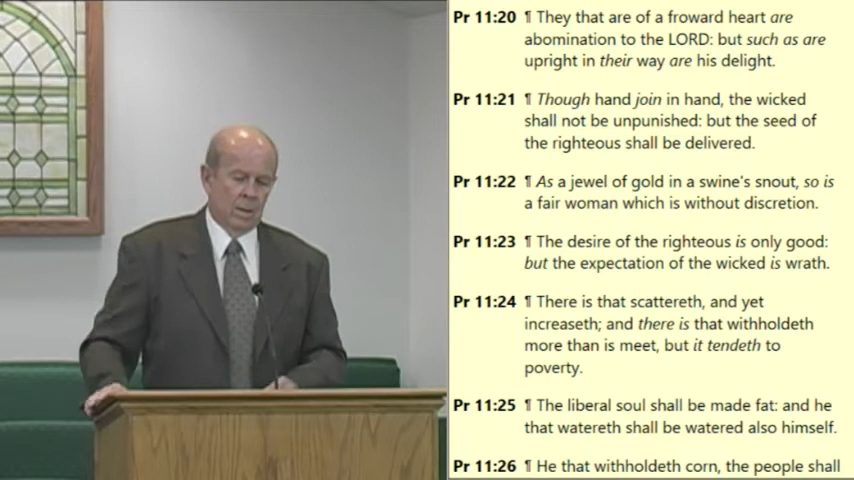 Pr 11:20 ¶ They that are of a froward heart are
abomination to the LORD: but such as are
upright in their way are his delight.
Pr 11:21 ¶ Though hand join in hand, the wicked
shall not be unpunished: but the seed of
the righteous shall be delivered.
Pr 11:22 ¶ As a jewel of gold in a swine's snout, so is
a fair woman which is without discretion.
Pr 11:23 ¶ The desire of the righteous is only good:
but the expectation of the wicked is wrath.
Pr 11:24 ¶ There is that scattereth, and yet
increaseth; and there is that withholdeth
more than is meet, but it tendeth to
poverty.
Pr 11:25 ¶ The liberal soul shall be made fat: and he
that watereth shall be watered also himself.
Pr 11:26 ¶ He that withholdeth corn, the people shall